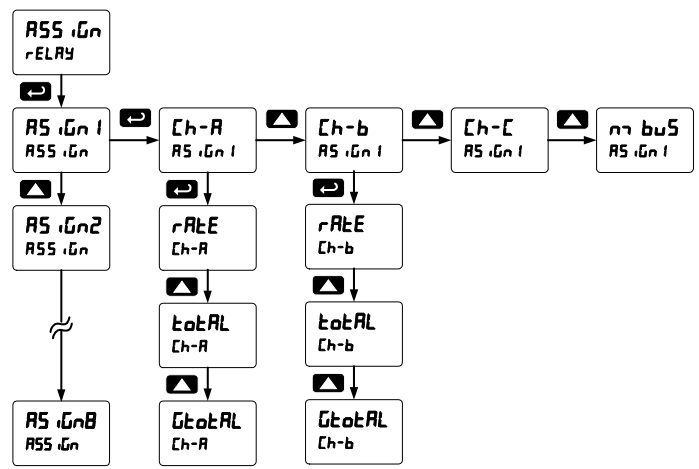 ASSiGn
rELAY
ASiGn1
ASSiGn
Ch-A
ASiGn1
Ch-b
ASiGn1
Ch-C
ASiGn1
m buS
ASiGn1
ASiGn2
ASSiGn
rAtE
Ch-A
rAtE
Ch-b
totAL
Ch-A
totAL
Ch-b
ASiGn8
ASSiGn
GtotAL
Ch-A
GtotAL
Ch-b